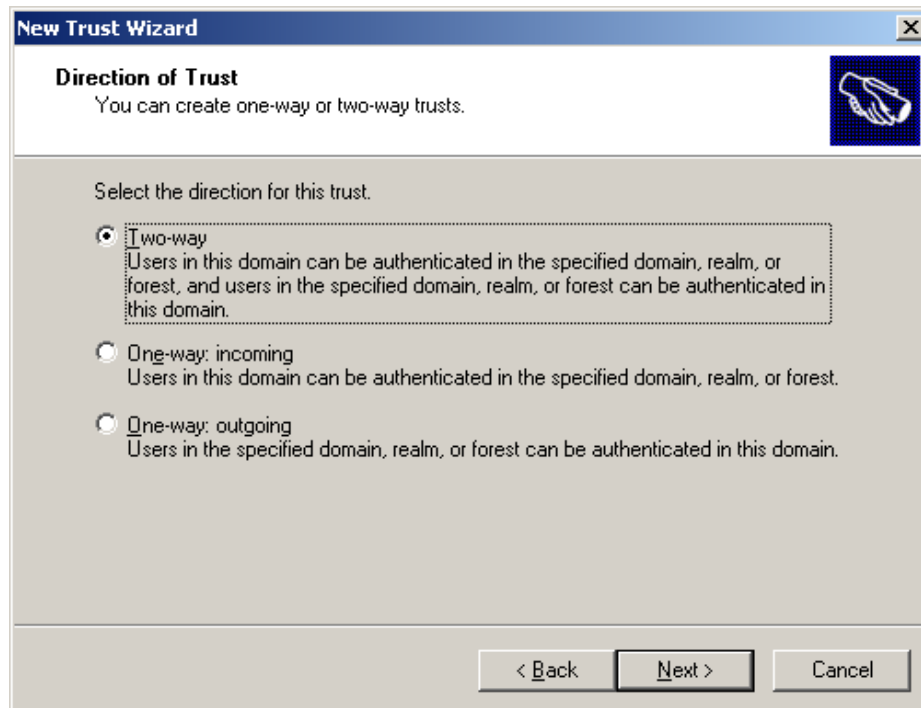 New Trust Wizard
Direction of Trust
You can create one-way or two-way trusts.
Select the direction for this trust.
Two-way
Users in this domain can be authenticated in the specified domain, realm, or
forest, and users in the specified domain, realm, or forest can be authenticated in
this domain.
One-way: incoming
Users in this domain can be authenticated in the specified domain, realm, or forest.
One-way: outgoing
Users in the specified domain, realm, or forest can be authenticated in this domain.
< Back Next > Cancel